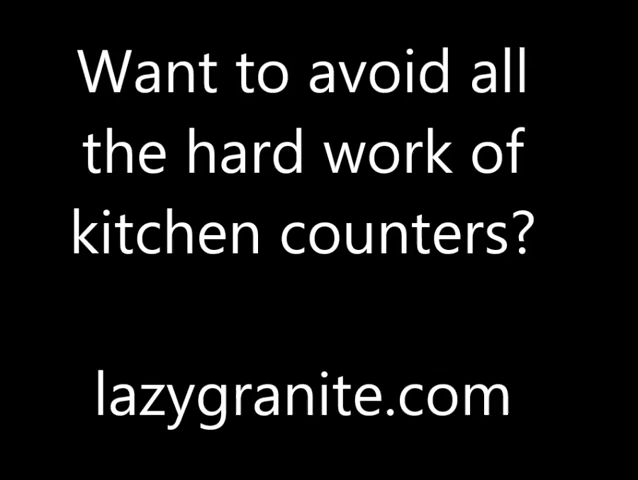 Want to avoid all
the hard work of
kitchen counters?
lazygranite.com